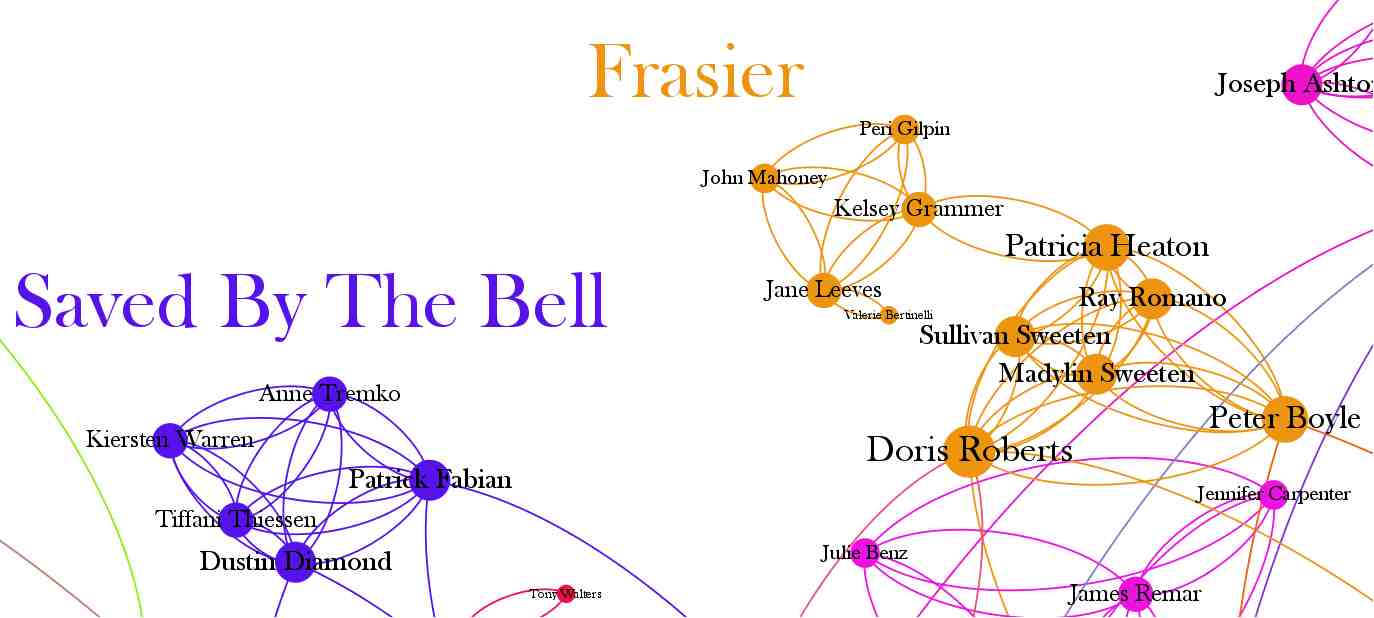 Frasier
Joseph Ashto
Peri Gilpin
John Mahoney
Kelsey Grammer
Patricia Heaton
Jane Leeves
Ray Romano
Valerie Bertinelli
Saved By The Bell
Sullivan Sweeten
Madylin Sweeten
Anne Tremko
Peter Boyle
Kiersten Warren
Doris Roberts
Patrick Fabian
Jennifer Carpenter
Tiffani Thiessen
Julie Benz
Dustin Diamond
Tony Walters
James Remar